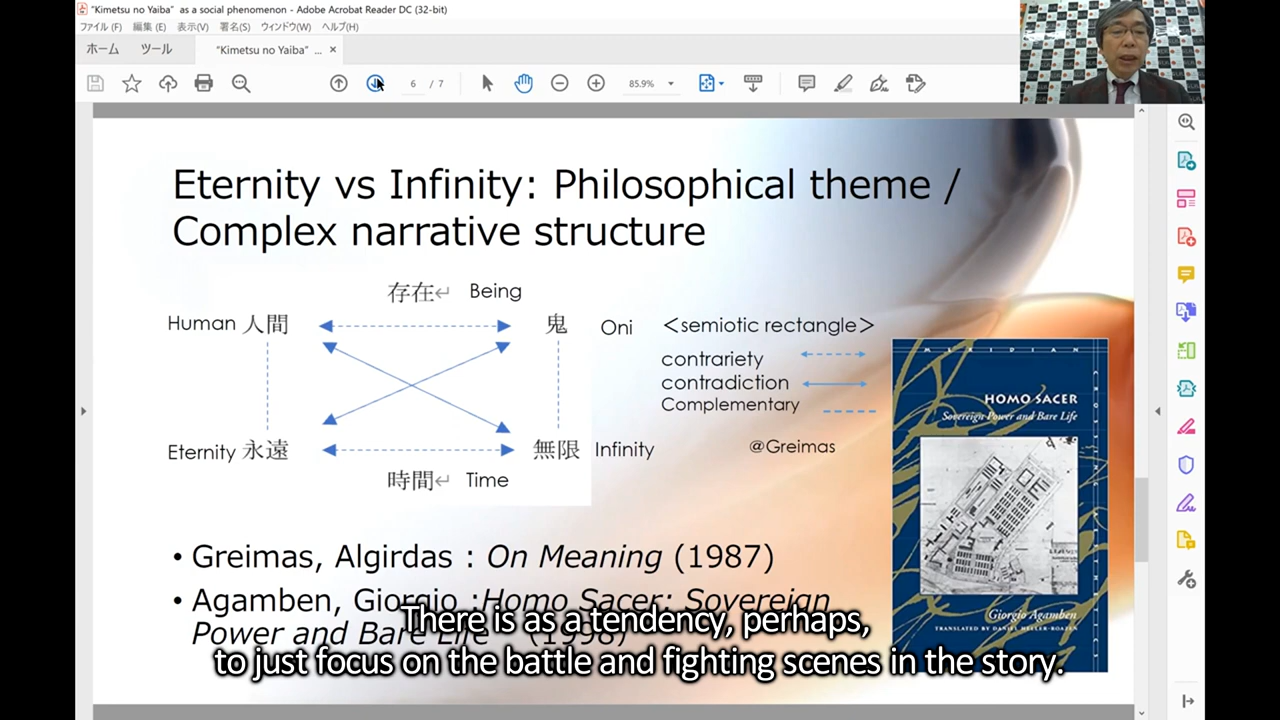 "Kimetsu no Yaiba" as a social phenomenon - Adobe Acrobat Reader DC (32-bit)
ファイル (F) 編集 (E) 表示(V) 署名(S) ウィンドウ(W) ヘルプ(H)
ホーム ツール "Kimetsu no Yaiba" ... ×
6 / 7 85.9%
Eternity vs Infinity: Philosophical theme /
Complex narrative structure
存在↵ Being
Human 人間 鬼 Oni
Eternity 永遠 無限 Infinity
時間↵ Time
＜semiotic rectangle＞
contrariety
contradiction
Complementary
@Greimas
MERIDIAN
HOMO SACER
Sovereign Power and Bare Life
Giorgio Agamben
TRANSLATED BY DANIEL HELLER-ROAZEN
• Greimas, Algirdas : On Meaning (1987)
• Agamben, Giorgio :Homo Sacer: Sovereign
Power and Bare Life (1998)
There is as a tendency, perhaps,
to just focus on the battle and fighting scenes in the story.